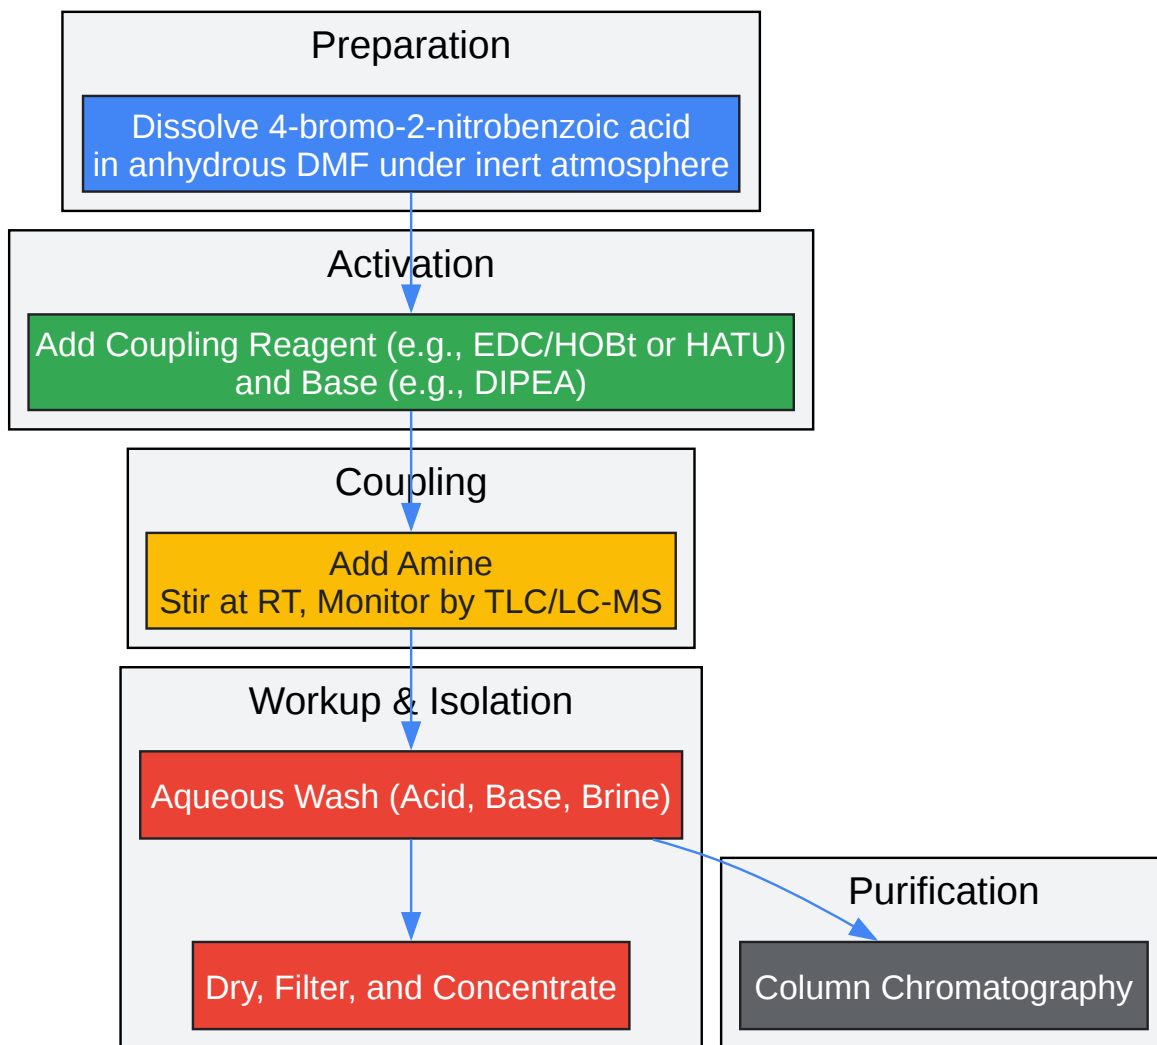 Preparation
Dissolve 4-bromo-2-nitrobenzoic acid
in anhydrous DMF under inert atmosphere
Activation
Add Coupling Reagent (e.g., EDC/HOBt or HATU)
and Base (e.g., DIPEA)
Coupling
Add Amine
Stir at RT, Monitor by TLC/LC-MS
Workup & Isolation
Aqueous Wash (Acid, Base, Brine)
Dry, Filter, and Concentrate
Purification
Column Chromatography